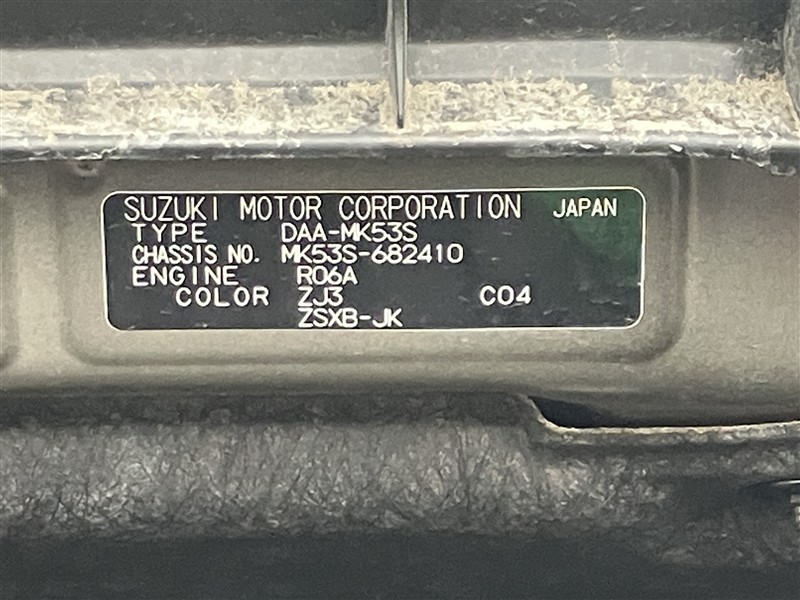 SUZUKI MOTOR CORPORATION JAPAN
TYPE DAA-MK53S
CHASSIS NO. MK53S-682410
ENGINE R06A
COLOR ZJ3 C04
ZSXB-JK